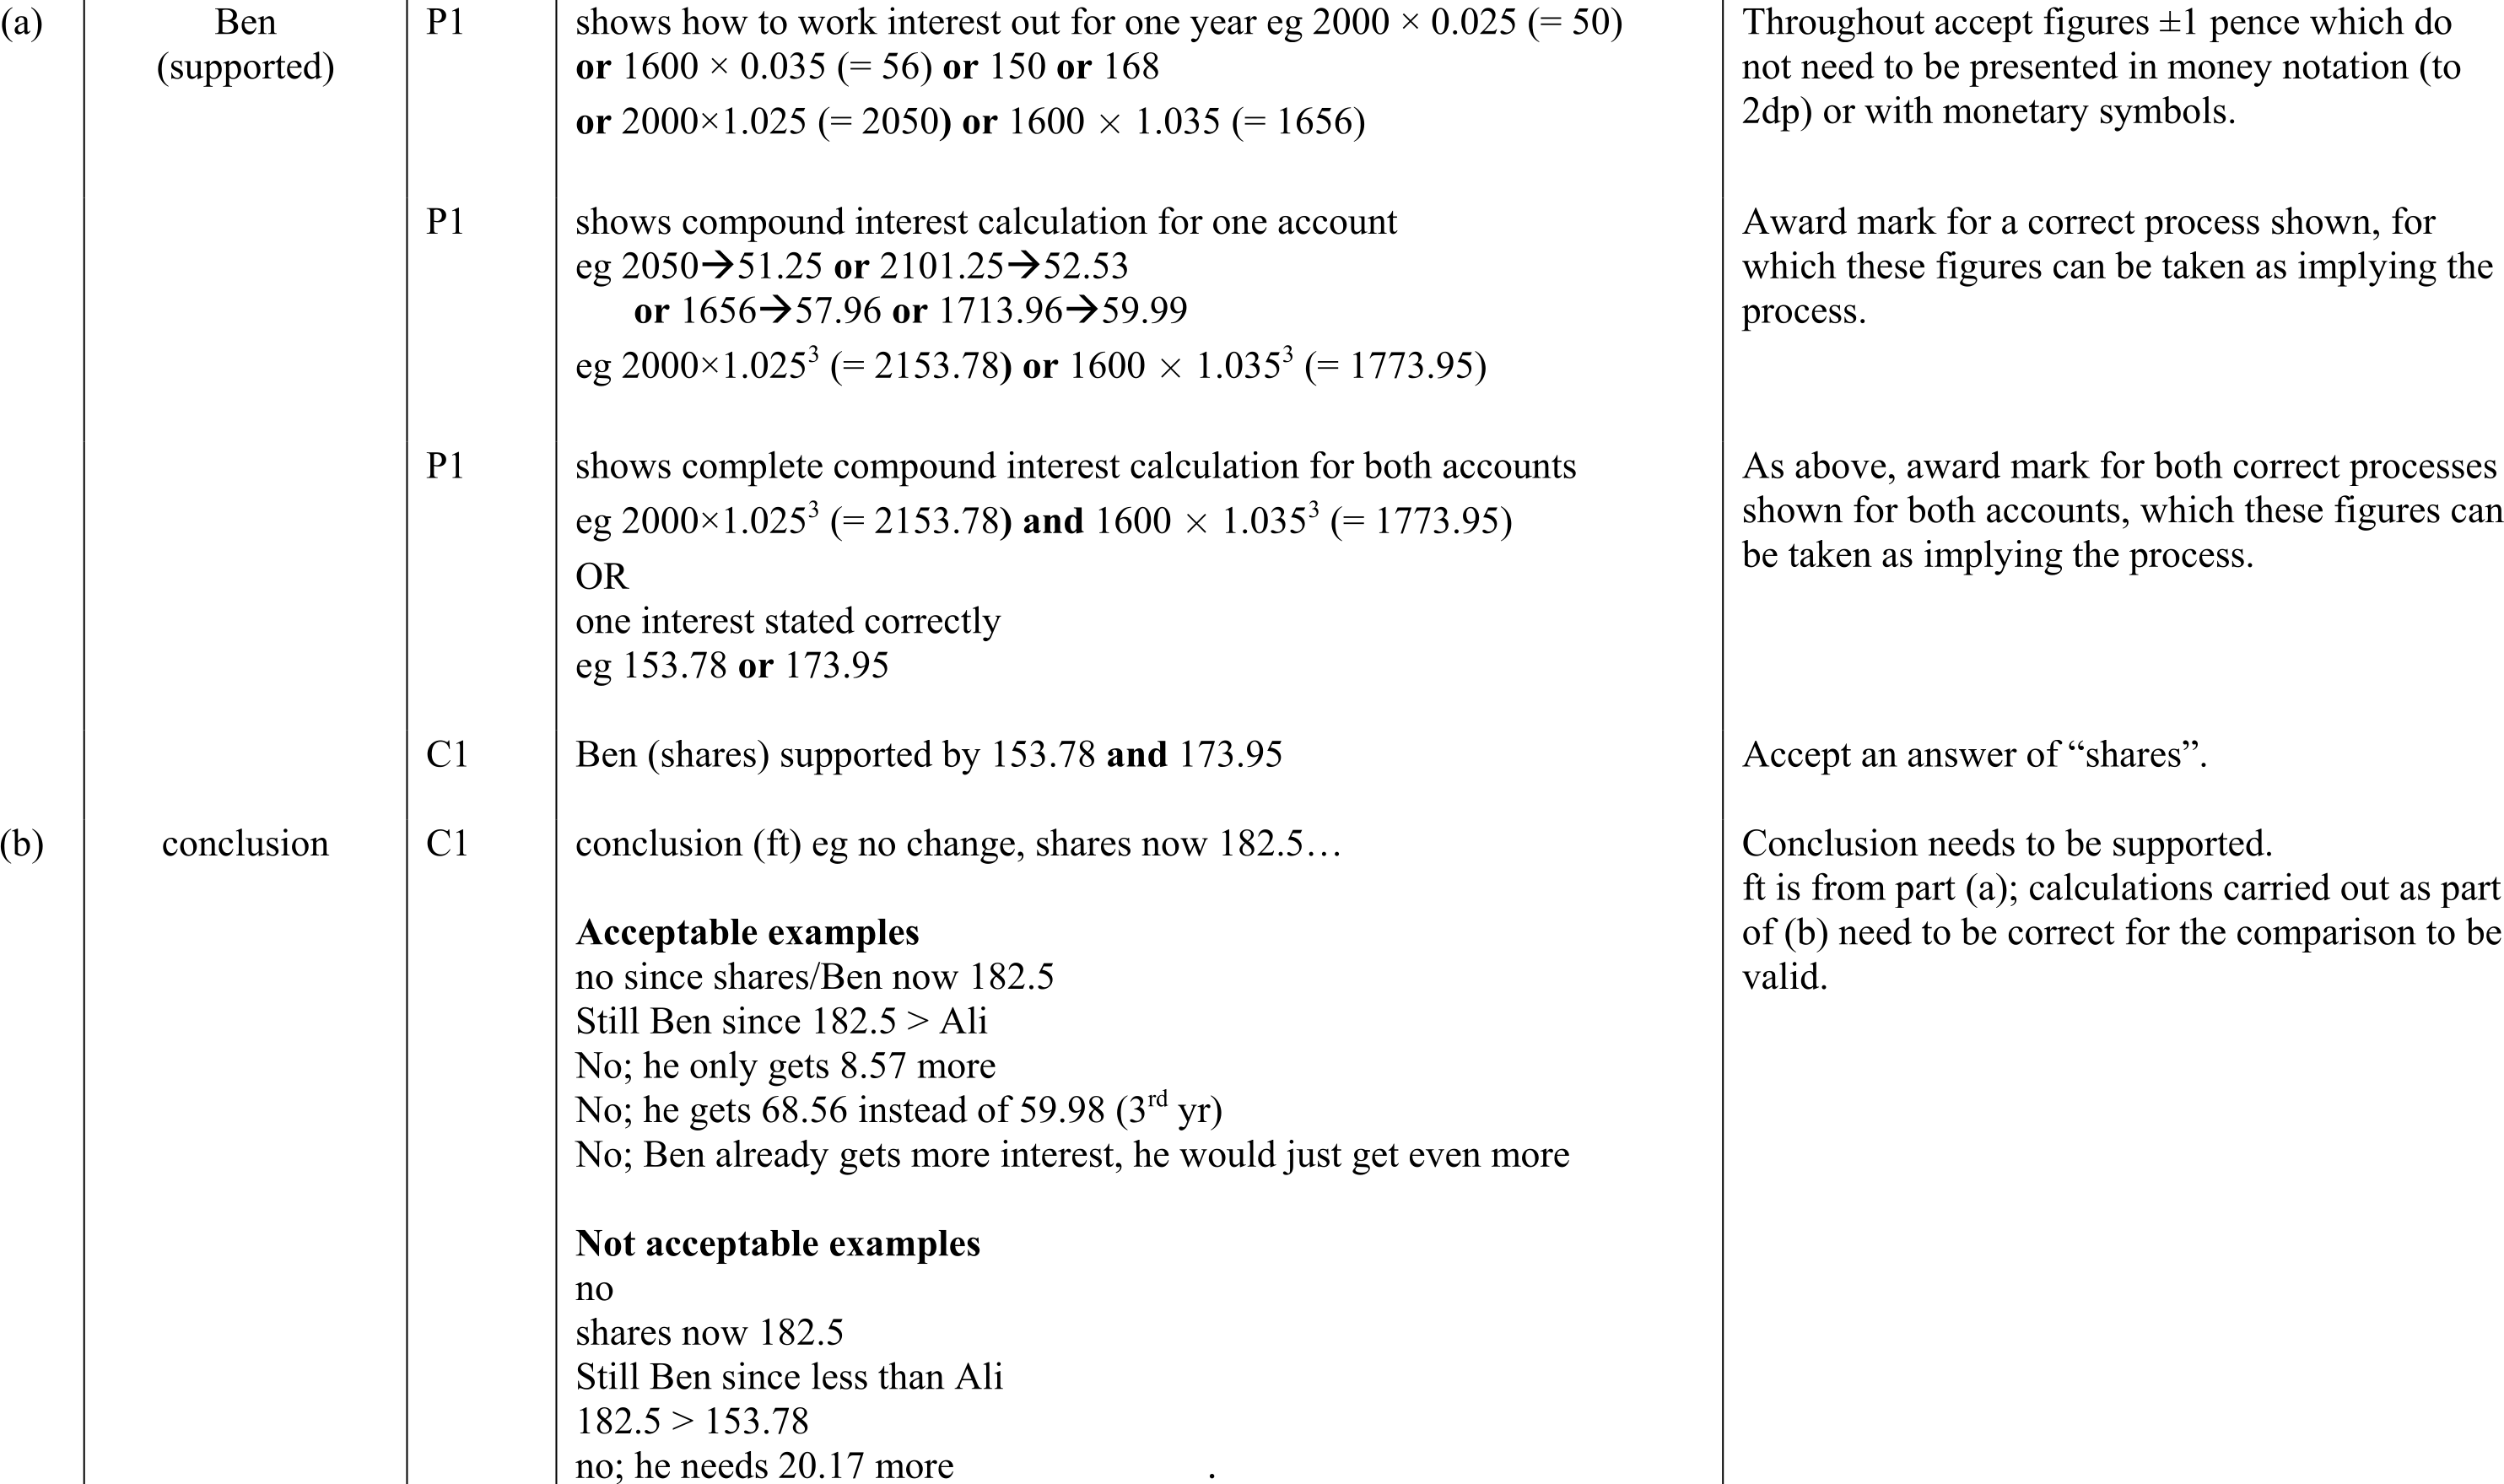 (a) Ben P1 shows how to work interest out for one year eg 2000 × 0.025 (= 50) Throughout accept figures ±1 pence which do
(supported) or 1600 × 0.035 (= 56) or 150 or 168 not need to be presented in money notation (to
or 2000×1.025 (= 2050) or 1600 × 1.035 (= 1656) 2dp) or with monetary symbols.
P1 shows compound interest calculation for one account Award mark for a correct process shown, for
eg 2050→51.25 or 2101.25→52.53 which these figures can be taken as implying the
or 1656→57.96 or 1713.96→59.99 process.
eg 2000×1.025³ (= 2153.78) or 1600 × 1.035³ (= 1773.95)
P1 shows complete compound interest calculation for both accounts As above, award mark for both correct processes
eg 2000×1.025³ (= 2153.78) and 1600 × 1.035³ (= 1773.95) shown for both accounts, which these figures can
OR be taken as implying the process.
one interest stated correctly
eg 153.78 or 173.95
C1 Ben (shares) supported by 153.78 and 173.95 Accept an answer of “shares”.
(b) conclusion C1 conclusion (ft) eg no change, shares now 182.5… Conclusion needs to be supported.
ft is from part (a); calculations carried out as part
Acceptable examples of (b) need to be correct for the comparison to be
no since shares/Ben now 182.5 valid.
Still Ben since 182.5 > Ali
No; he only gets 8.57 more
No; he gets 68.56 instead of 59.98 (3rd yr)
No; Ben already gets more interest, he would just get even more
Not acceptable examples
no
shares now 182.5
Still Ben since less than Ali
182.5 > 153.78
no; he needs 20.17 more .